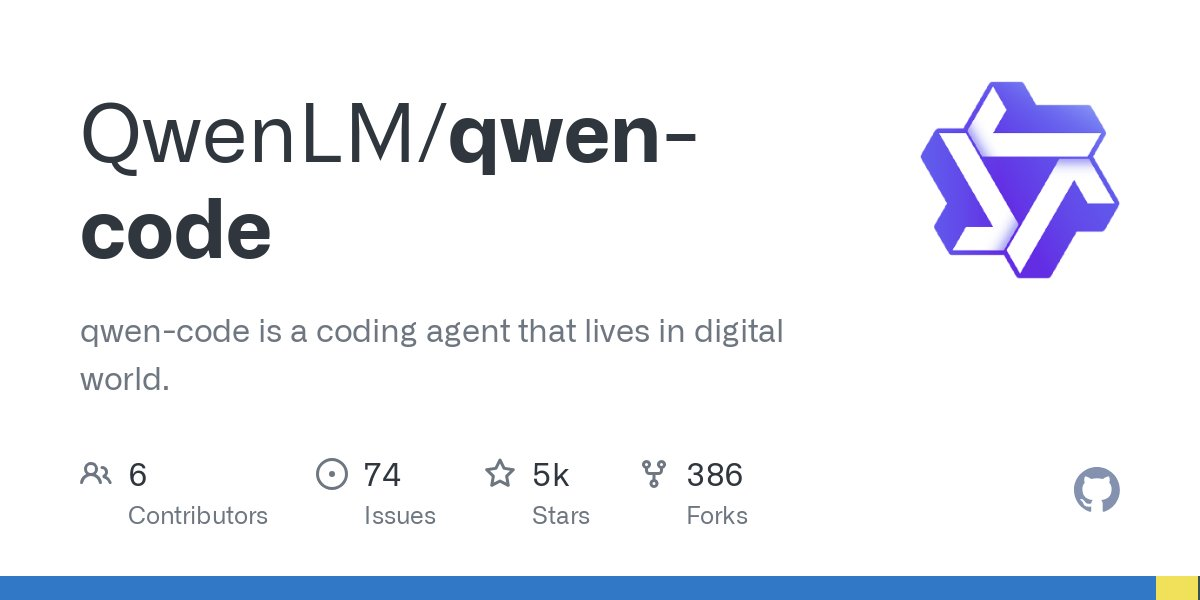 QwenLM/qwen-
code
qwen-code is a coding agent that lives in digital
world.
6 74 5k 386
Contributors Issues Stars Forks